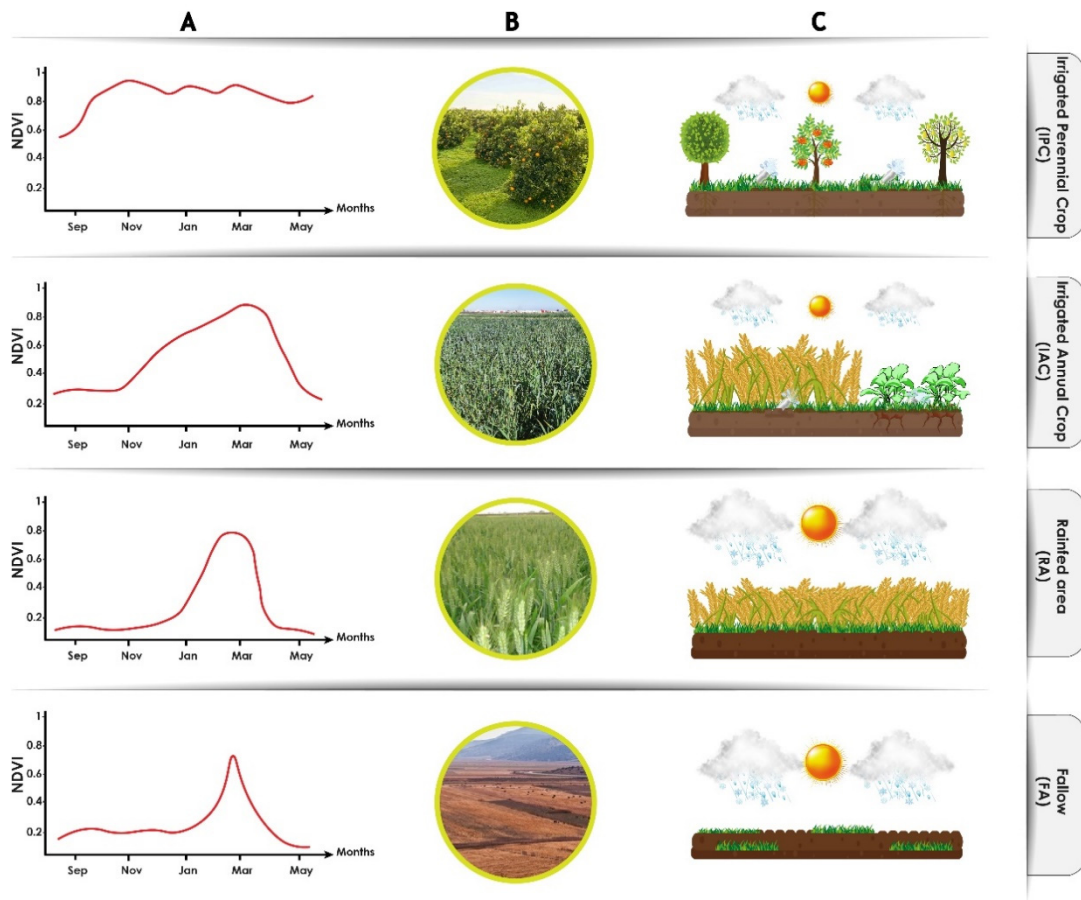 A B C
1
0.8
0.6
0.4
0.2
NDVI
Months
Sep Nov Jan Mar May
Irrigated Perennial Crop
(IPC)
1
0.8
0.6
0.4
0.2
NDVI
Months
Sep Nov Jan Mar May
Irrigated Annual Crop
(IAC)
1
0.8
0.6
0.4
0.2
NDVI
Months
Sep Nov Jan Mar May
Rainfed area
(RA)
1
0.8
0.6
0.4
0.2
NDVI
Months
Sep Nov Jan Mar May
Fallow
(FA)